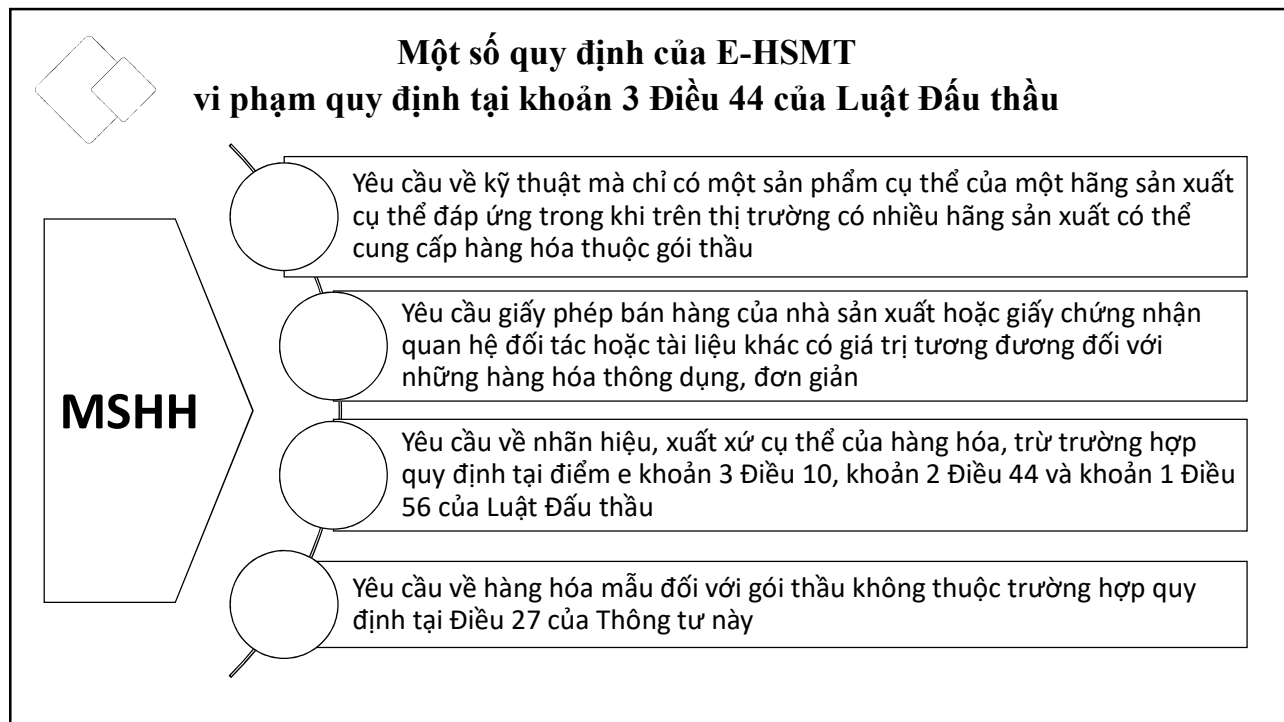 Một số quy định của E-HSMT
vi phạm quy định tại khoản 3 Điều 44 của Luật Đấu thầu
MSHH
Yêu cầu về kỹ thuật mà chỉ có một sản phẩm cụ thể của một hãng sản xuất
cụ thể đáp ứng trong khi trên thị trường có nhiều hãng sản xuất có thể
cung cấp hàng hóa thuộc gói thầu
Yêu cầu giấy phép bán hàng của nhà sản xuất hoặc giấy chứng nhận
quan hệ đối tác hoặc tài liệu khác có giá trị tương đương đối với
những hàng hóa thông dụng, đơn giản
Yêu cầu về nhãn hiệu, xuất xứ cụ thể của hàng hóa, trừ trường hợp
quy định tại điểm e khoản 3 Điều 10, khoản 2 Điều 44 và khoản 1 Điều
56 của Luật Đấu thầu
Yêu cầu về hàng hóa mẫu đối với gói thầu không thuộc trường hợp quy
định tại Điều 27 của Thông tư này